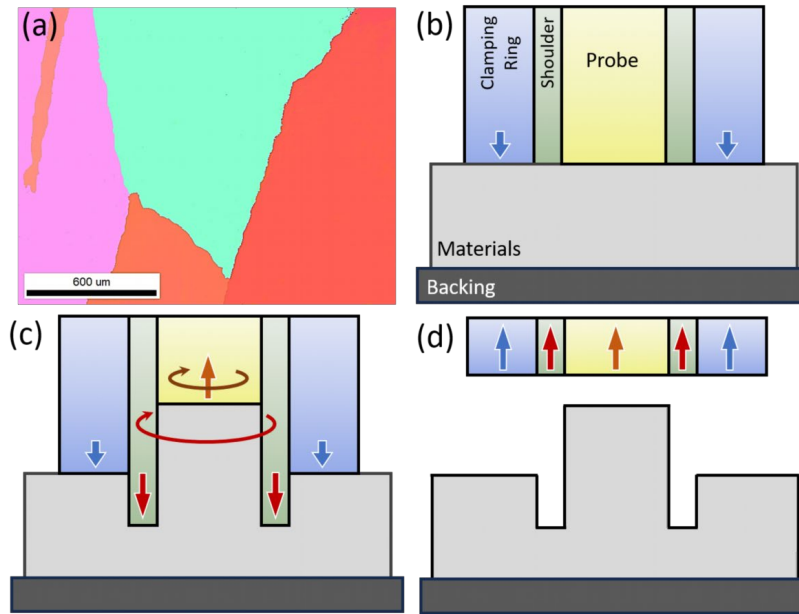 (a)
600 um
(b)
Clamping
Ring
Shoulder
Probe
Materials
Backing
(c)
(d)